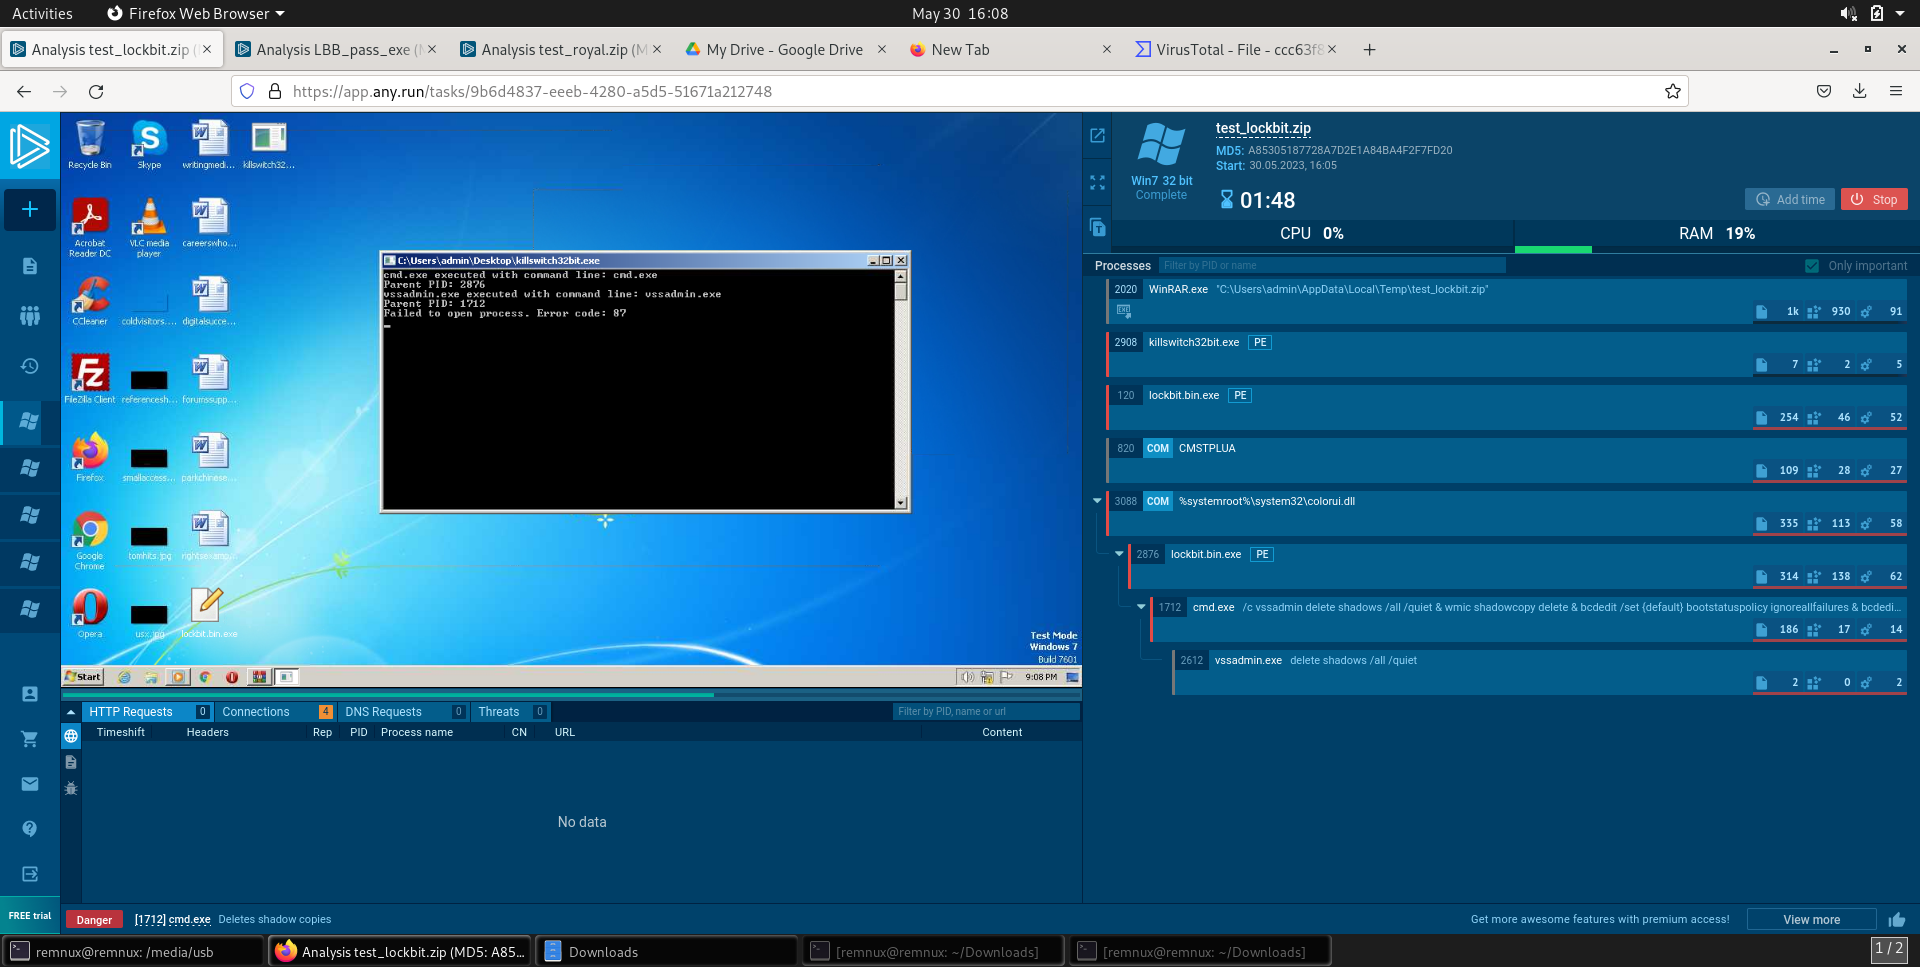 Activities
Firefox Web Browser
May 30 16:08
Analysis test_lockbit.zip (
Analysis LBB_pass_exe (
Analysis test_royal.zip (M
My Drive - Google Drive
New Tab
VirusTotal - File - ccc63f8
https://app.any.run/tasks/9b6d4837-eeeb-4280-a5d5-51671a212748
Recycle Bin
Skype
writingmedi...
killswitch32...
Acrobat Reader DC
VLC media player
careerswho...
CCleaner
coldvisitors....
digitalsucce...
FileZilla Client
referencesh...
forumssupp...
Firefox
smallaccess...
parkchinese...
Google Chrome
tomhits.jpg
rightsexamp...
Opera
usx.jpg
lockbit.bin.exe
C:\Users\admin\Desktop\killswitch32bit.exe
cmd.exe executed with command line: cmd.exe
Parent PID: 2876
vssadmin.exe executed with command line: vssadmin.exe
Parent PID: 1712
Failed to open process. Error code: 87
Test Mode
Windows 7
Build 7601
Start
9:08 PM
HTTP Requests 0
Connections 4
DNS Requests 0
Threats 0
Filter by PID, name or url
Timeshift Headers Rep PID Process name CN URL Content
No data
Win7 32 bit
Complete
test_lockbit.zip
MD5: A85305187728A7D2E1A84BA4F2F7FD20
Start: 30.05.2023, 16:05
01:48
Add time
Stop
CPU 0%
RAM 19%
Processes
Filter by PID or name
Only important
2020 WinRAR.exe "C:\Users\admin\AppData\Local\Temp\test_lockbit.zip"
1k 930 91
2908 killswitch32bit.exe PE
7 2 5
120 lockbit.bin.exe PE
254 46 52
820 COM CMSTPLUA
109 28 27
3088 COM %systemroot%\system32\colorui.dll
335 113 58
2876 lockbit.bin.exe PE
314 138 62
1712 cmd.exe /c vssadmin delete shadows /all /quiet & wmic shadowcopy delete & bcdedit /set {default} bootstatuspolicy ignoreallfailures & bcdedi...
186 17 14
2612 vssadmin.exe delete shadows /all /quiet
2 0 2
FREE trial
Danger
[1712] cmd.exe Deletes shadow copies
Get more awesome features with premium access!
View more
remnux@remnux: /media/usb
Analysis test_lockbit.zip (MD5: A85...
Downloads
[remnux@remnux: ~/Downloads]
[remnux@remnux: ~/Downloads]
1 / 2